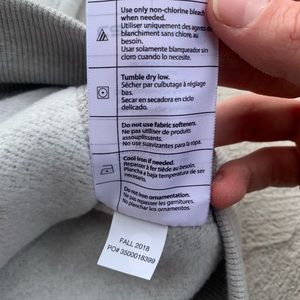 Use only non-chlorine bleach
when needed.
Utiliser uniquement des agents de
blanchiment sans chlore, au
besoin.
Usar solamente blanqueador sin
cloro cuando lo necesite.
Tumble dry low.
Sécher par culbutage à réglage
bas.
Secar en secadora en ciclo
delicado.
Do not use fabric softeners.
Ne pas utiliser de produits
assouplissants.
No use suavizantes para la ropa.
Cool iron if needed.
Repasser à fer tiède au besoin.
Plancha a baja temperatura de ser
necesario.
Do not iron ornamentation.
Ne pas repasser les garnitures.
No planchar los ornamentos.
FALL 2018
PO# 3500018399